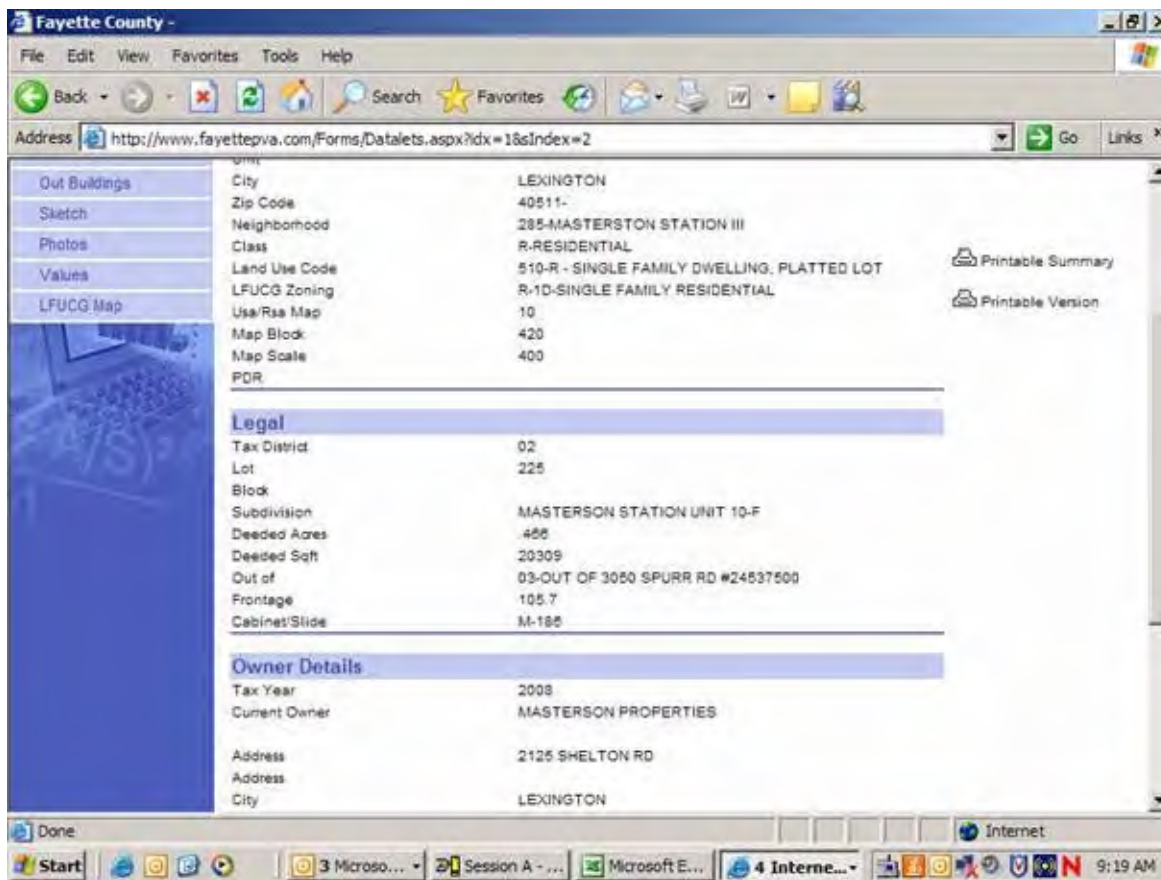 Fayette County -
File Edit View Favorites Tools Help
Back Search Favorites
Address http://www.fayettepva.com/Forms/Datalets.aspx?idx=1&sIndex=2 Go Links
Out Buildings
Sketch
Photos
Values
LFUCG Map
Unit
City LEXINGTON
Zip Code 40511-
Neighborhood 285-MASTERSTON STATION III
Class R-RESIDENTIAL
Land Use Code 510-R - SINGLE FAMILY DWELLING, PLATTED LOT
LFUCG Zoning R-1D-SINGLE FAMILY RESIDENTIAL
Usa/Rsa Map 10
Map Block 420
Map Scale 400
PDR
Printable Summary
Printable Version
Legal
Tax District 02
Lot 225
Block
Subdivision MASTERSON STATION UNIT 10-F
Deeded Acres .466
Deeded Sqft 20309
Out of 03-OUT OF 3050 SPURR RD #24537500
Frontage 105.7
Cabinet/Slide M-186
Owner Details
Tax Year 2008
Current Owner MASTERSON PROPERTIES
Address 2125 SHELTON RD
Address
City LEXINGTON
Done Internet
Start 3 Microso... Session A - ... Microsoft E... 4 Interne... N 9:19 AM